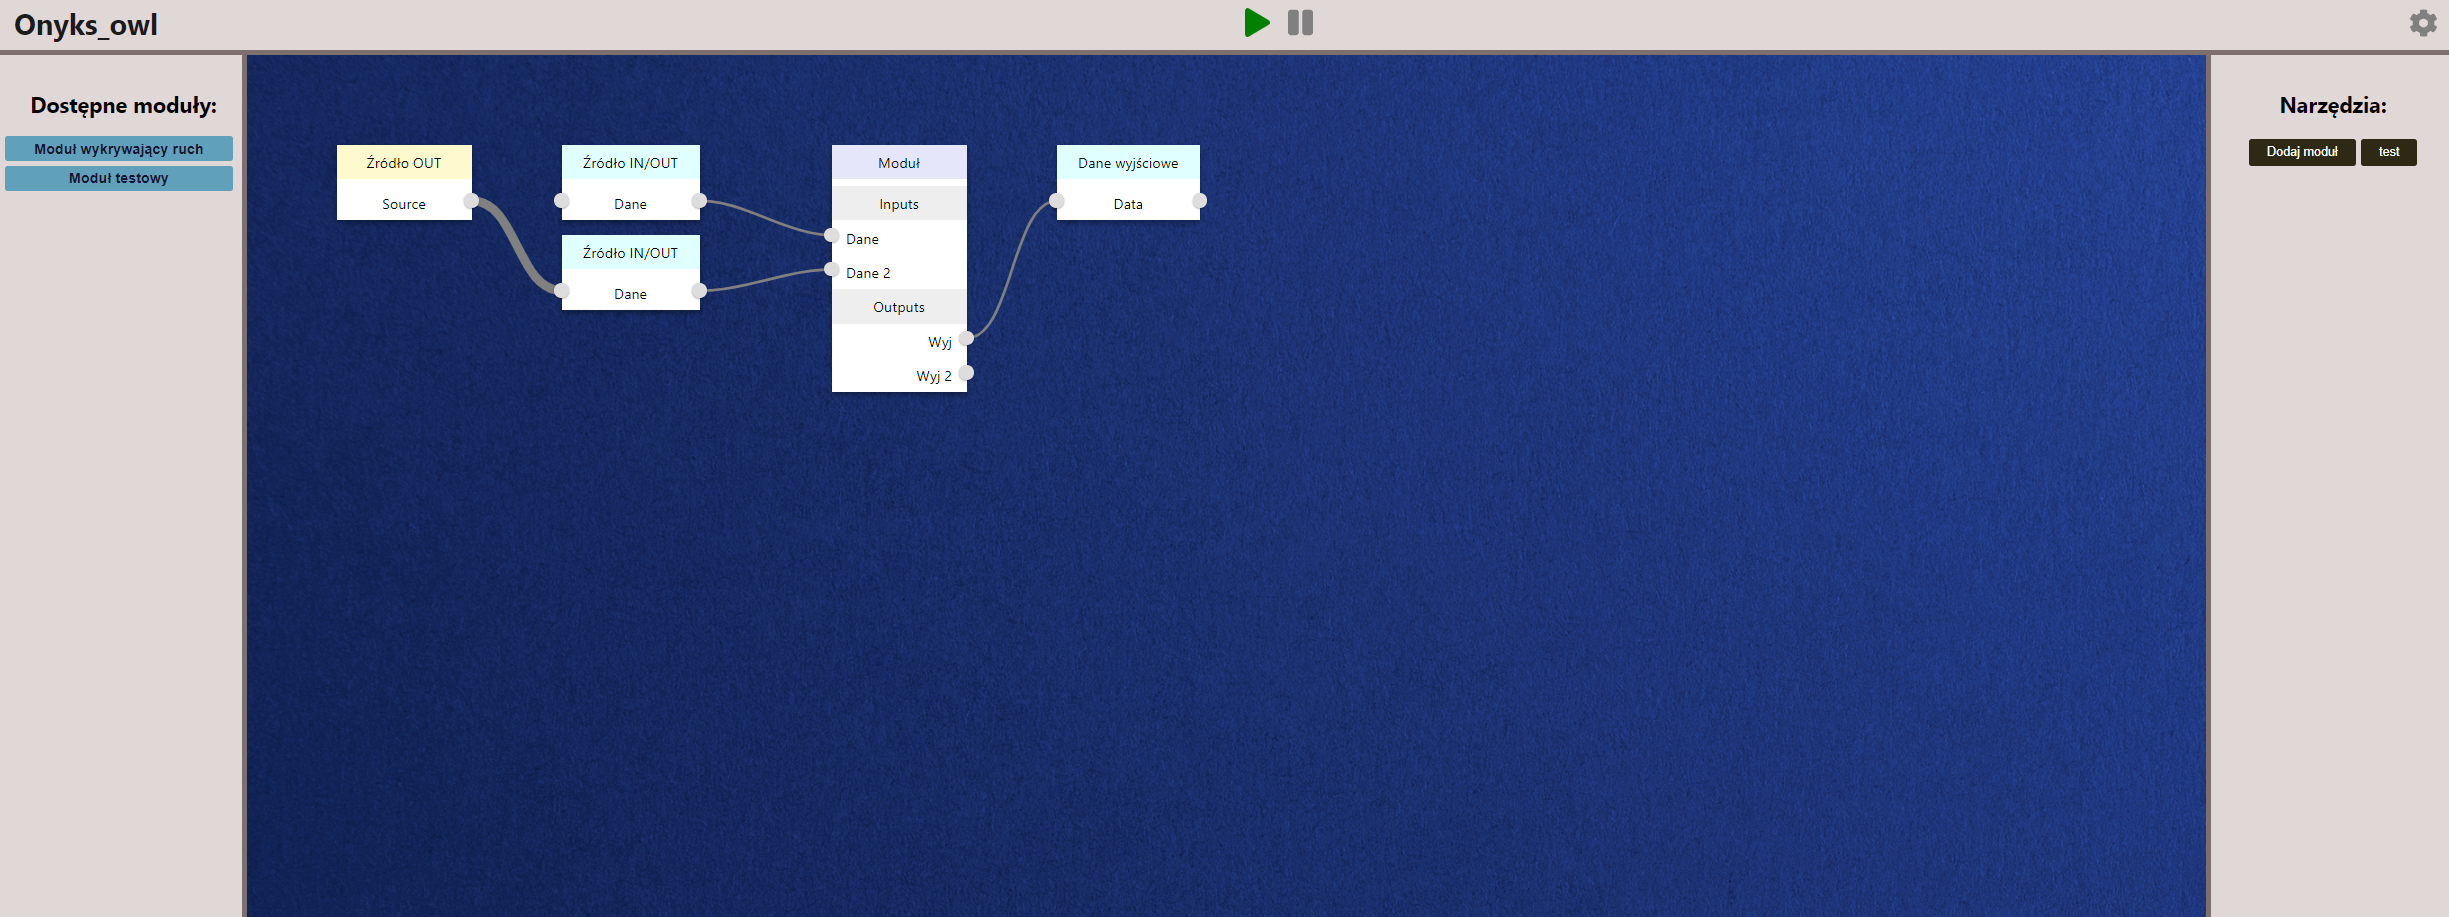 Onyks_owl
Dostępne moduły:
Moduł wykrywający ruch
Moduł testowy
Źródło OUT
Source
Źródło IN/OUT
Dane
Źródło IN/OUT
Dane
Moduł
Inputs
Dane
Dane 2
Outputs
Wyj
Wyj 2
Dane wyjściowe
Data
Narzędzia:
Dodaj moduł
test